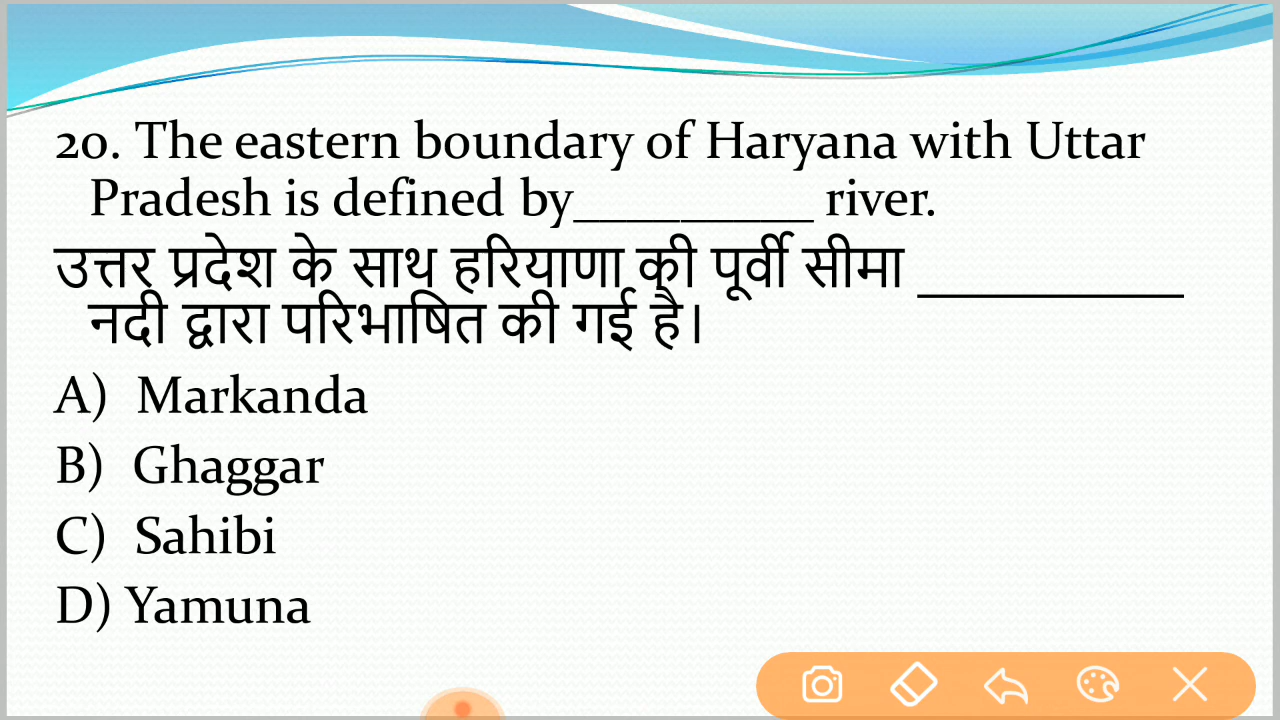 20. The eastern boundary of Haryana with Uttar
Pradesh is defined by_________ river.
उत्तर प्रदेश के साथ हरियाणा की पूर्वी सीमा __________
नदी द्वारा परिभाषित की गई है।
A) Markanda
B) Ghaggar
C) Sahibi
D) Yamuna